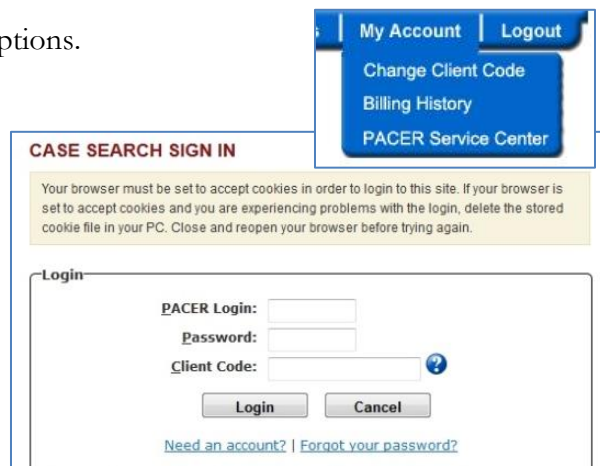 My Account | Logout
Change Client Code
Billing History
PACER Service Center
CASE SEARCH SIGN IN
Your browser must be set to accept cookies in order to login to this site. If your browser is
set to accept cookies and you are experiencing problems with the login, delete the stored
cookie file in your PC. Close and reopen your browser before trying again.
Login
PACER Login:
Password:
Client Code:
?
Login Cancel
Need an account? | Forgot your password?